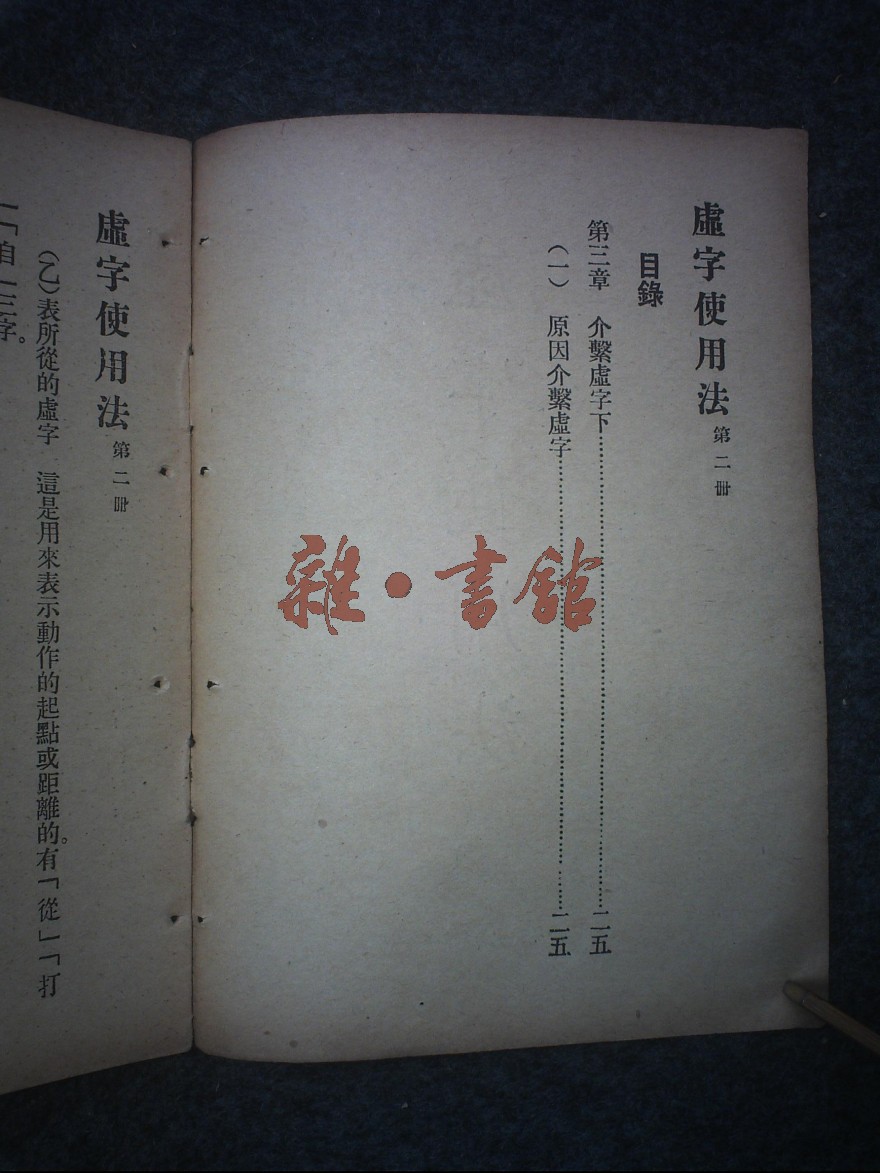 虛字使用法 第二册
目錄
第三章 介繫虛字下……二五
(一) 原因介繫虛字……二五
雜·書館
虛字使用法 第二册
(乙)表所從的虛字 這是用來表示動作的起點或距離的。有「從」「打
」「自」三字。